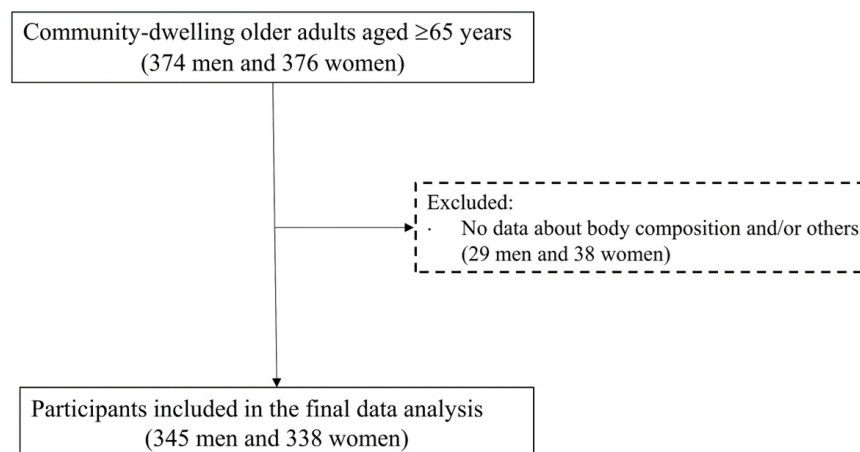 Community-dwelling older adults aged ≥65 years
(374 men and 376 women)
Excluded:
· No data about body composition and/or others
(29 men and 38 women)
Participants included in the final data analysis
(345 men and 338 women)